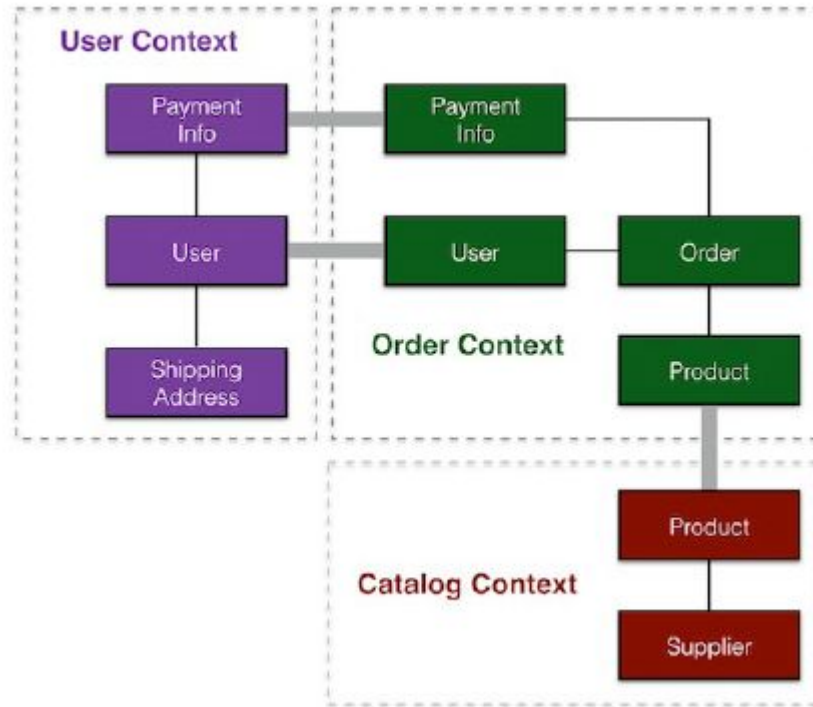 User Context
Payment
Info
Payment
Info
User
User
Order
Order Context
Shipping
Address
Product
Product
Catalog Context
Supplier